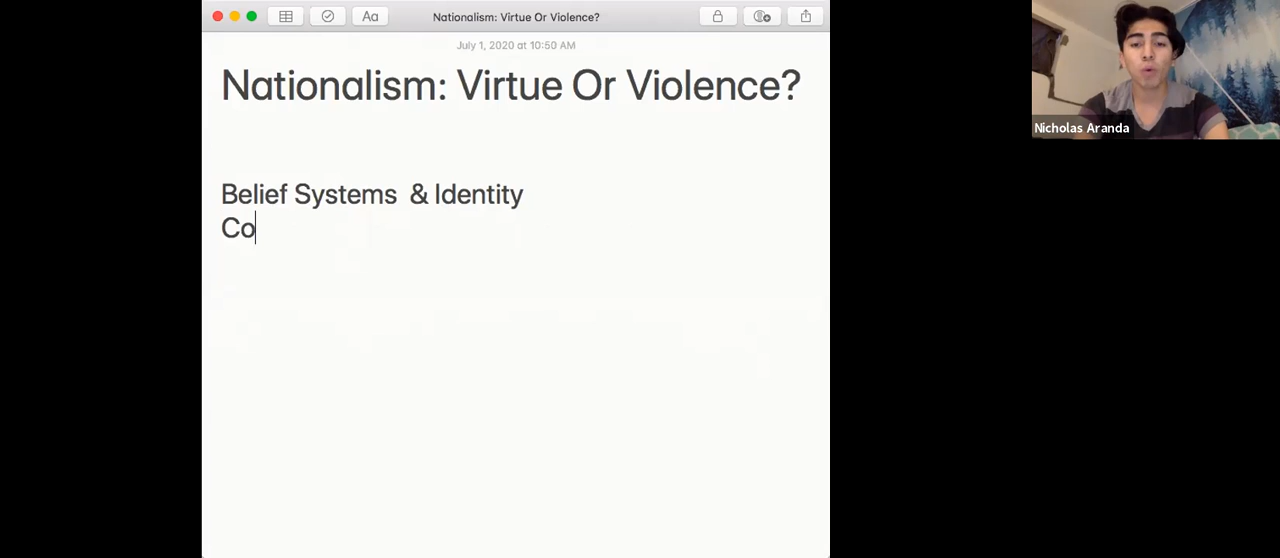 Aa
Nationalism: Virtue Or Violence?
July 1, 2020 at 10:50 AM
Nationalism: Virtue Or Violence?
Belief Systems & Identity
Co
Nicholas Aranda